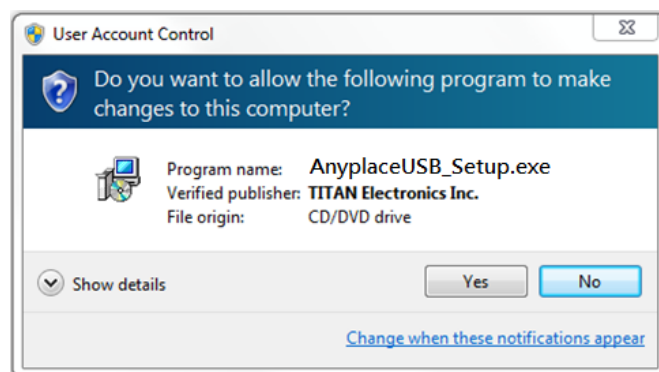 User Account Control
Do you want to allow the following program to make
changes to this computer?
Program name: AnyplaceUSB_Setup.exe
Verified publisher: TITAN Electronics Inc.
File origin: CD/DVD drive
Show details
Yes No
Change when these notifications appear